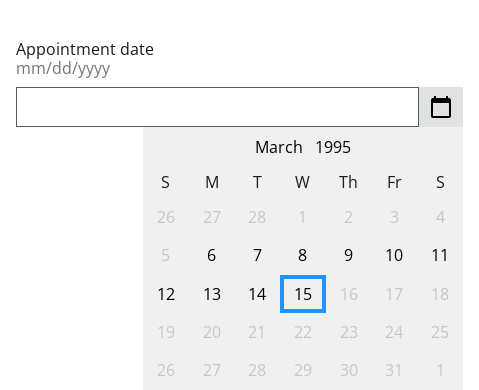 Appointment date
mm/dd/yyyy
March 1995
S M T W Th Fr S
26 27 28 1 2 3 4
5 6 7 8 9 10 11
12 13 14 15 16 17 18
19 20 21 22 23 24 25
26 27 28 29 30 31 1